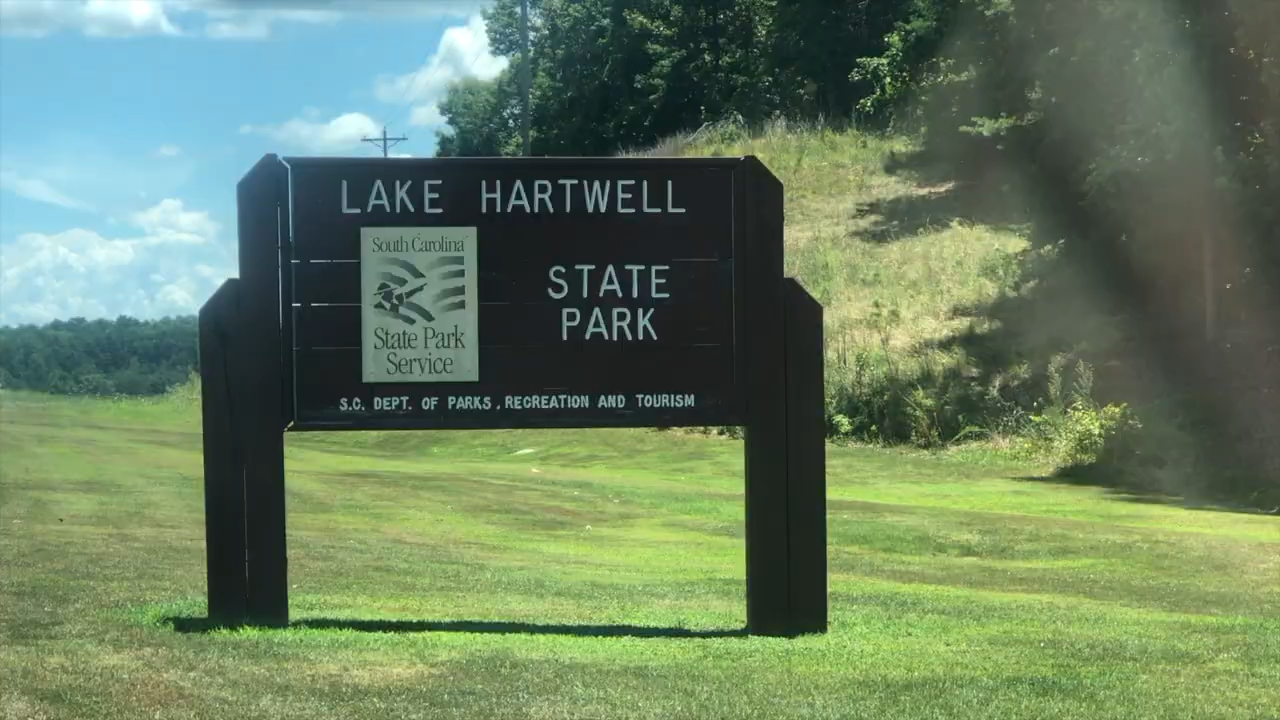 LAKE HARTWELL
South Carolina
State Park
Service
STATE
PARK
S.C. DEPT. OF PARKS, RECREATION AND TOURISM